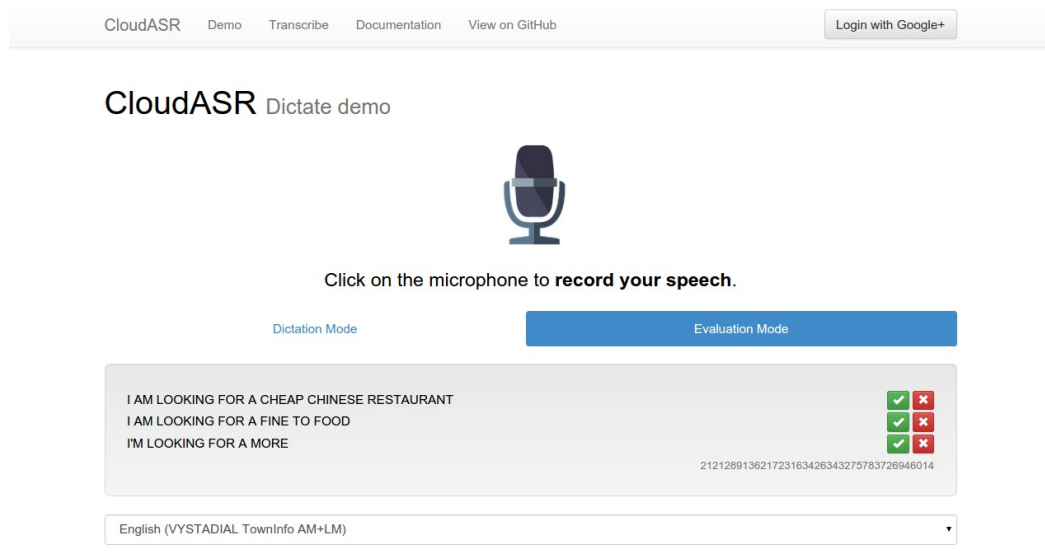 CloudASR Demo Transcribe Documentation View on GitHub Login with Google+
CloudASR Dictate demo
Click on the microphone to record your speech.
Dictation Mode Evaluation Mode
I AM LOOKING FOR A CHEAP CHINESE RESTAURANT
I AM LOOKING FOR A FINE TO FOOD
I'M LOOKING FOR A MORE
212128913621723163426343275783726946014
English (VYSTADIAL TownInfo AM+LM)